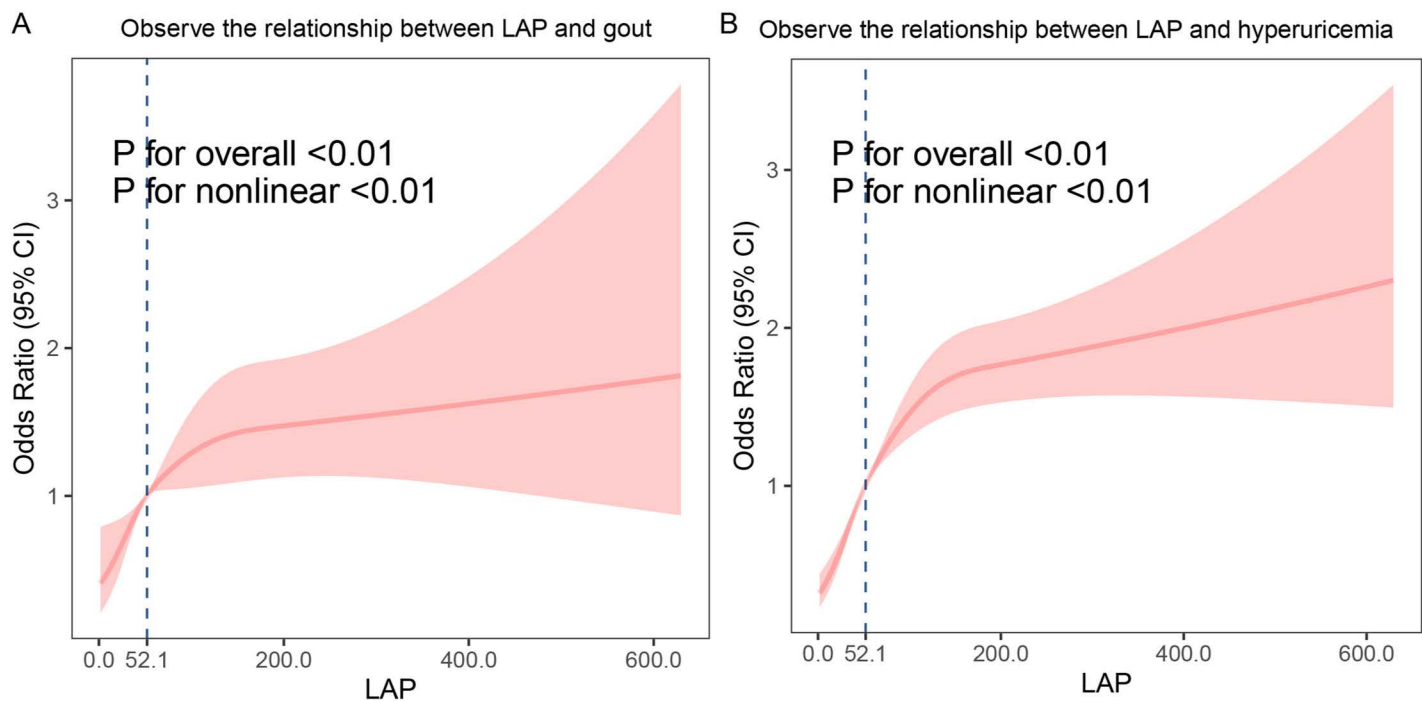 A
Observe the relationship between LAP and gout
P for overall <0.01
P for nonlinear <0.01
Odds Ratio (95% CI)
3
2
1
0.0
52.1
200.0
400.0
600.0
LAP
B
Observe the relationship between LAP and hyperuricemia
P for overall <0.01
P for nonlinear <0.01
Odds Ratio (95% CI)
3
2
1
0.0
52.1
200.0
400.0
600.0
LAP